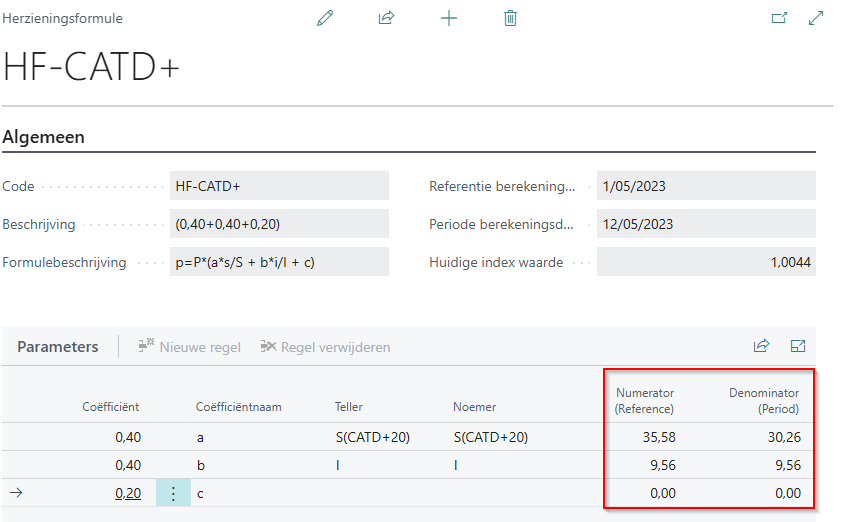 Herzieningsformule
HF-CATD+
Algemeen
Code HF-CATD+ Referentie berekening... 1/05/2023
Beschrijving (0,40+0,40+0,20) Periode berekeningsd... 12/05/2023
Formulebeschrijving p=P*(a*s/S + b*i/I + c) Huidige index waarde 1,0044
Parameters Nieuwe regel Regel verwijderen
Coëfficiënt Coëfficiëntnaam Teller Noemer Numerator (Reference) Denominator (Period)
0,40 a S(CATD+20) S(CATD+20) 35,58 30,26
0,40 b I I 9,56 9,56
0,20 c 0,00 0,00